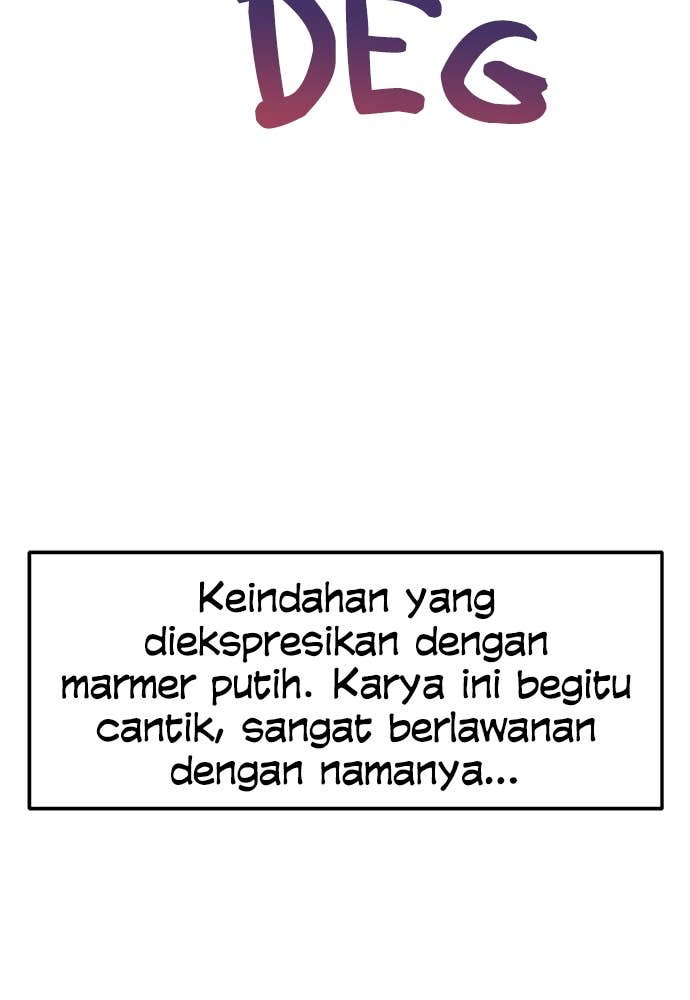 DEG
Keindahan yang
diekspresikan dengan
marmer putih. Karya ini begitu
cantik, sangat berlawanan
dengan namanya...